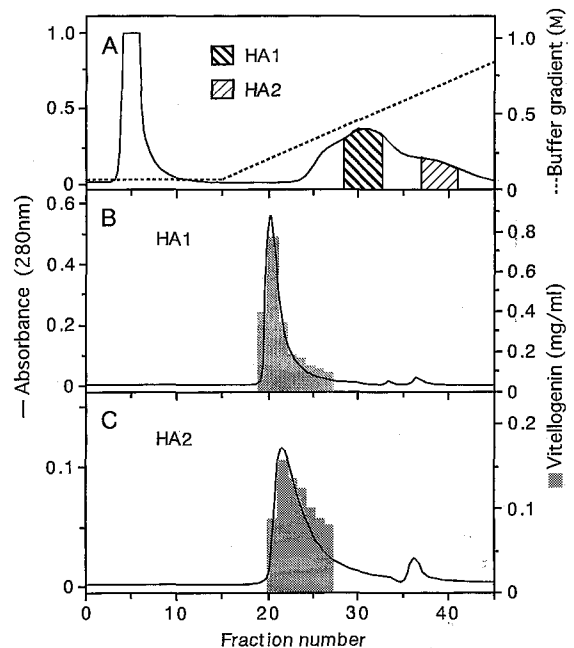 A
HA1
HA2
1.0
0.5
0
1.0
0.5
0
---Buffer gradient (M)
B
HA1
0.6
0.4
0.2
0
0.8
0.6
0.4
0.2
0
— Absorbance (280nm)
Vitellogenin (mg/ml)
C
HA2
0.1
0
0.2
0.1
0
0 10 20 30 40
Fraction number